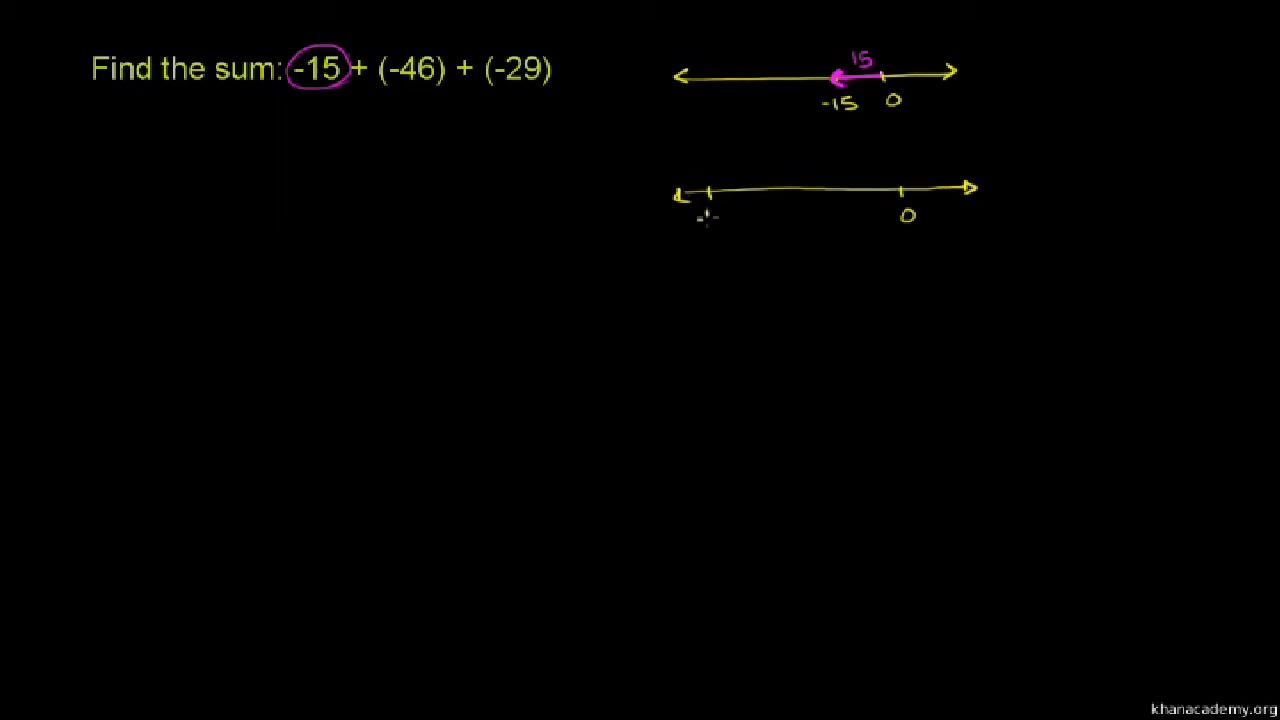 Find the sum: -15 + (-46) + (-29)
15
-15 0
0
khanacademy.org